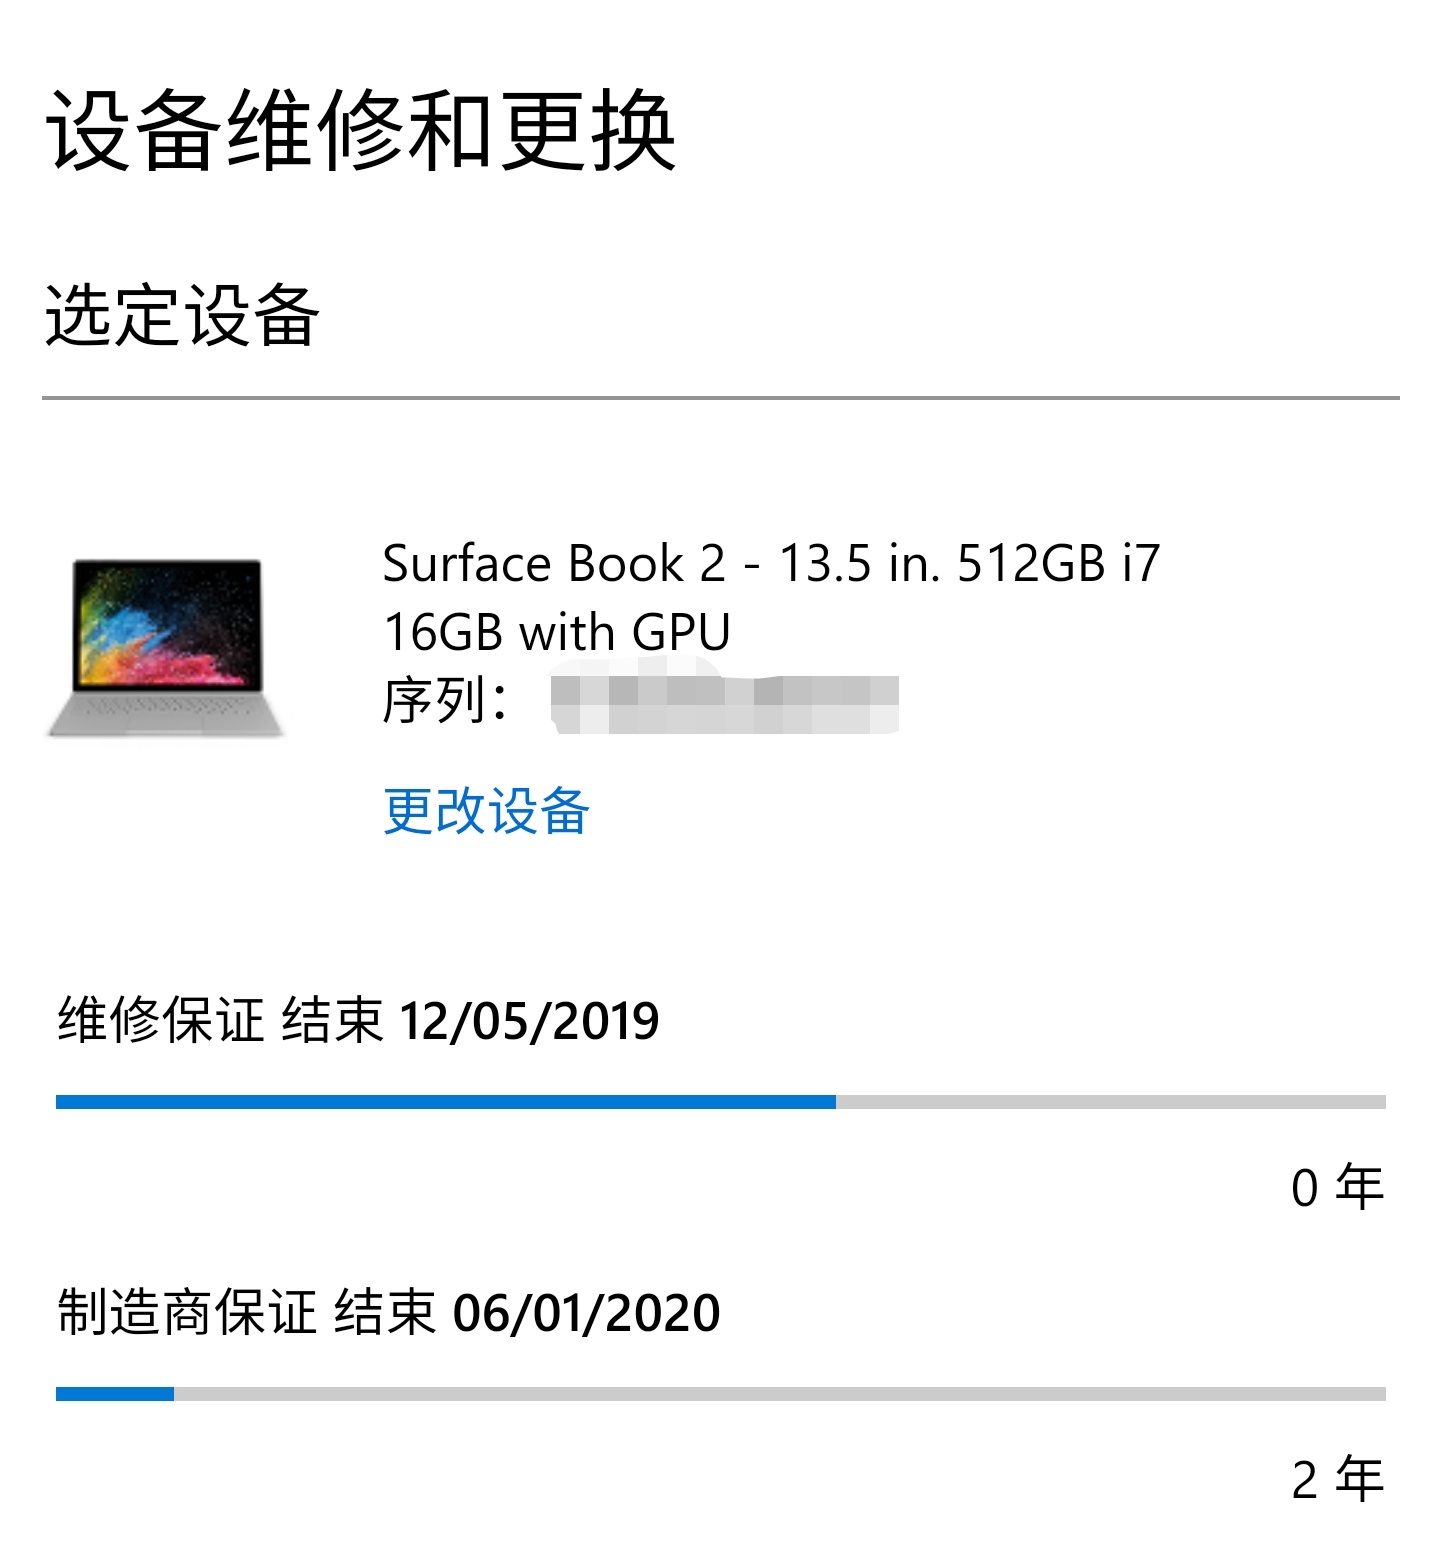 设备维修和更换
选定设备
Surface Book 2 - 13.5 in. 512GB i7
16GB with GPU
序列：
更改设备
维修保证 结束 12/05/2019
0 年
制造商保证 结束 06/01/2020
2 年